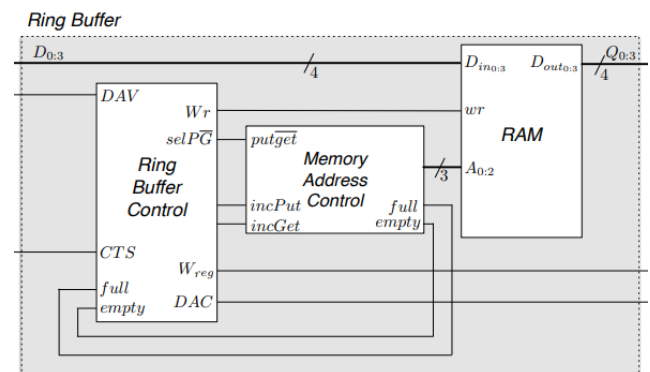 Ring Buffer
D0:3
4
Din0:3
Dout0:3
Q0:3
4
DAV
Wr
wr
selPG̅
putg̅e̅t̅
Ring
Buffer
Control
Memory
Address
Control
RAM
3
A0:2
incPut
incGet
full
empty
CTS
Wreg
full
empty
DAC